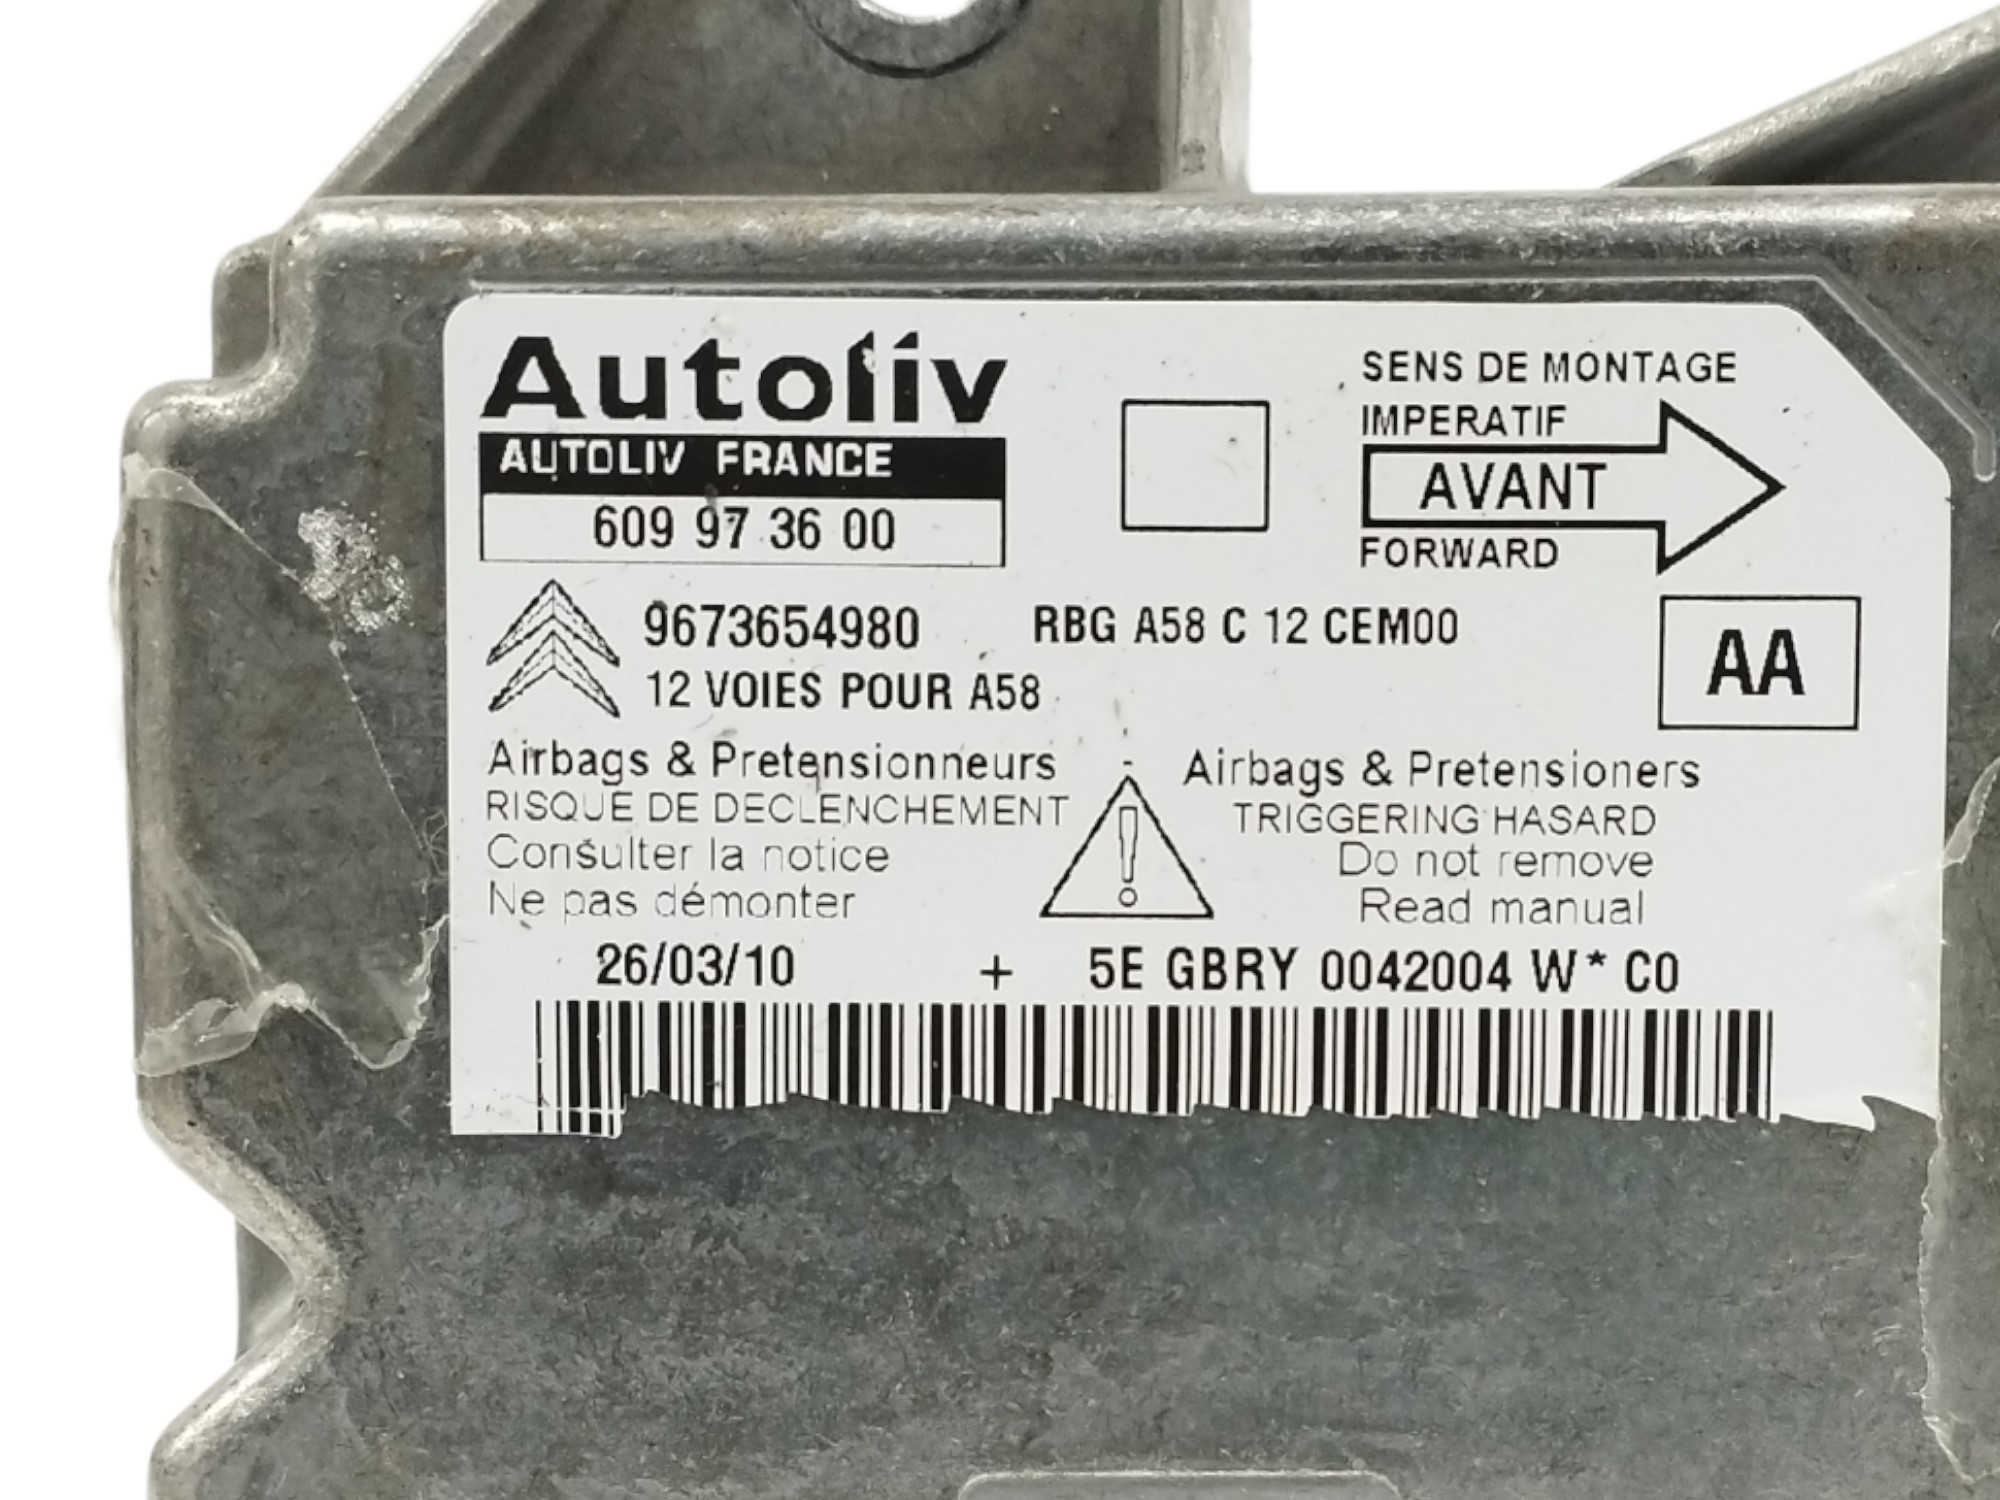 Autoliv
AUTOLIV FRANCE
609 97 36 00
SENS DE MONTAGE
IMPERATIF
AVANT
FORWARD
9673654980 RBG A58 C 12 CEM00
12 VOIES POUR A58
AA
Airbags & Pretensionneurs
RISQUE DE DECLENCHEMENT
Consulter la notice
Ne pas démonter
Airbags & Pretensioners
TRIGGERING HASARD
Do not remove
Read manual
26/03/10 + 5E GBRY 0042004 W* C0